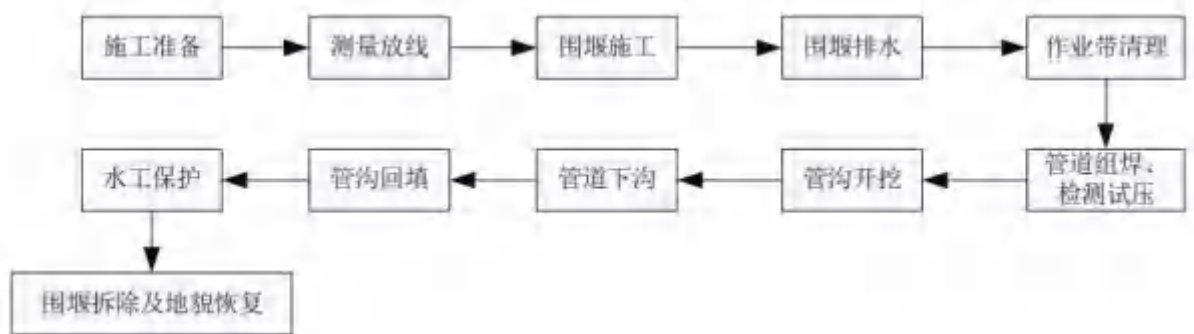 施工准备
测量放线
围堰施工
围堰排水
作业带清理
管道组焊、
检测试压
管沟开挖
管道下沟
管沟回填
水工保护
围堰拆除及地貌恢复